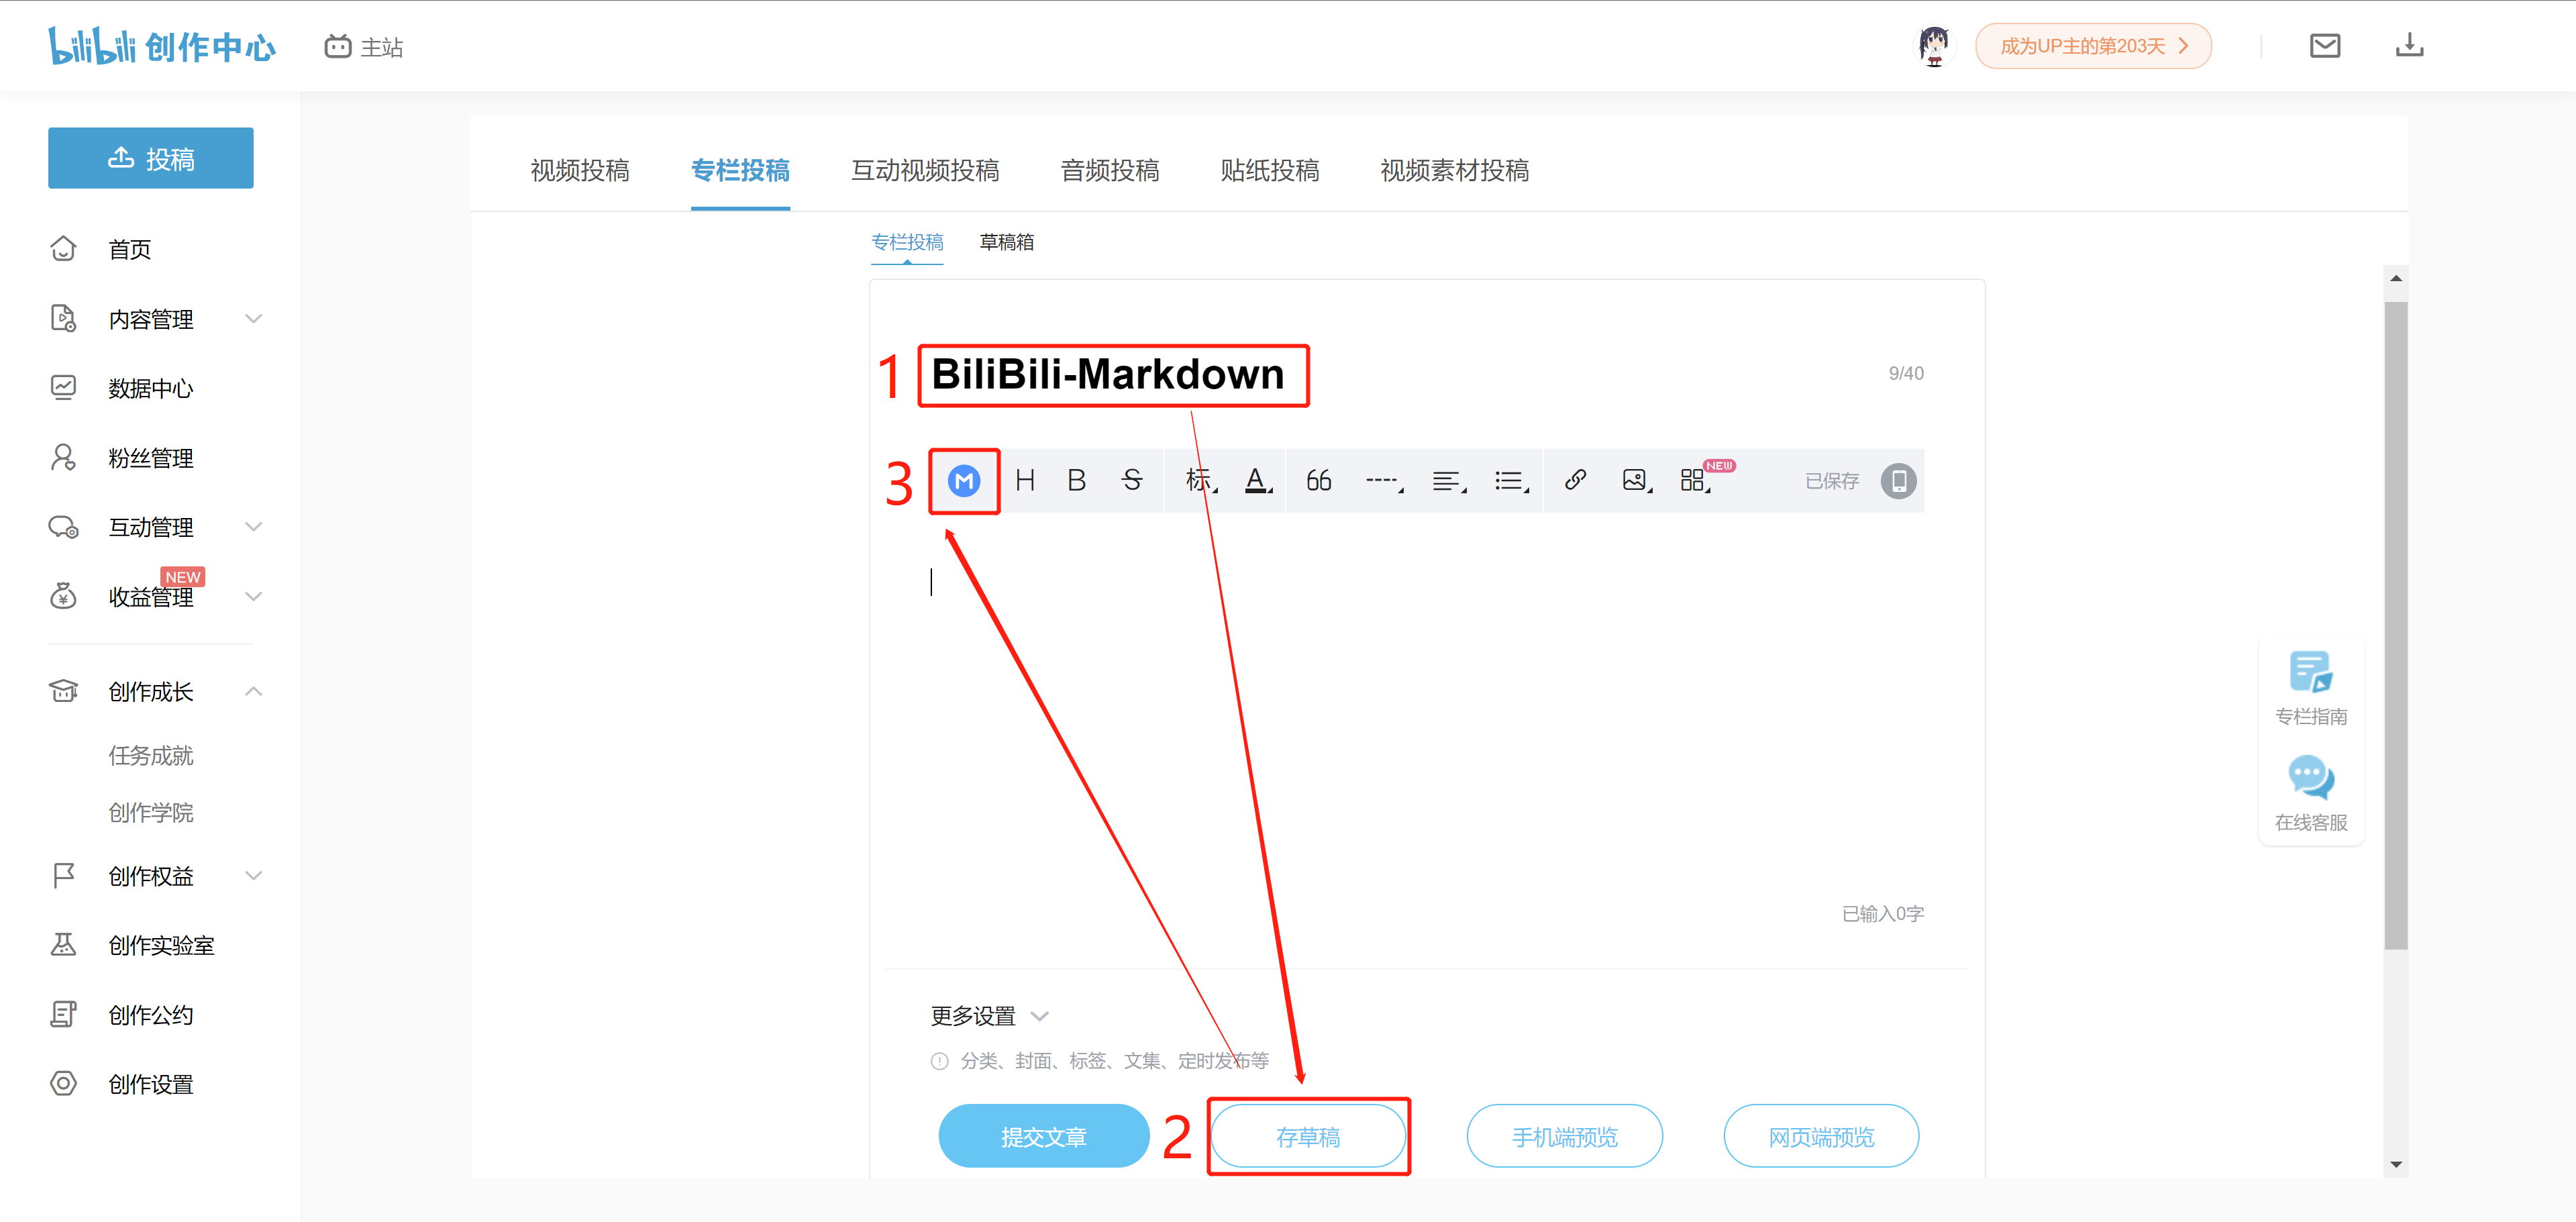 bilibili 创作中心
主站
成为UP主的第203天
投稿
首页
内容管理
数据中心
粉丝管理
互动管理
NEW
收益管理
创作成长
任务成就
创作学院
创作权益
创作实验室
创作公约
创作设置
视频投稿 专栏投稿 互动视频投稿 音频投稿 贴纸投稿 视频素材投稿
专栏投稿 草稿箱
1 BiliBili-Markdown 9/40
3 M H B S 标 A 66 NEW 已保存
已输入0字
更多设置
分类、封面、标签、文集、定时发布等
提交文章 2 存草稿 手机端预览 网页端预览
专栏指南
在线客服